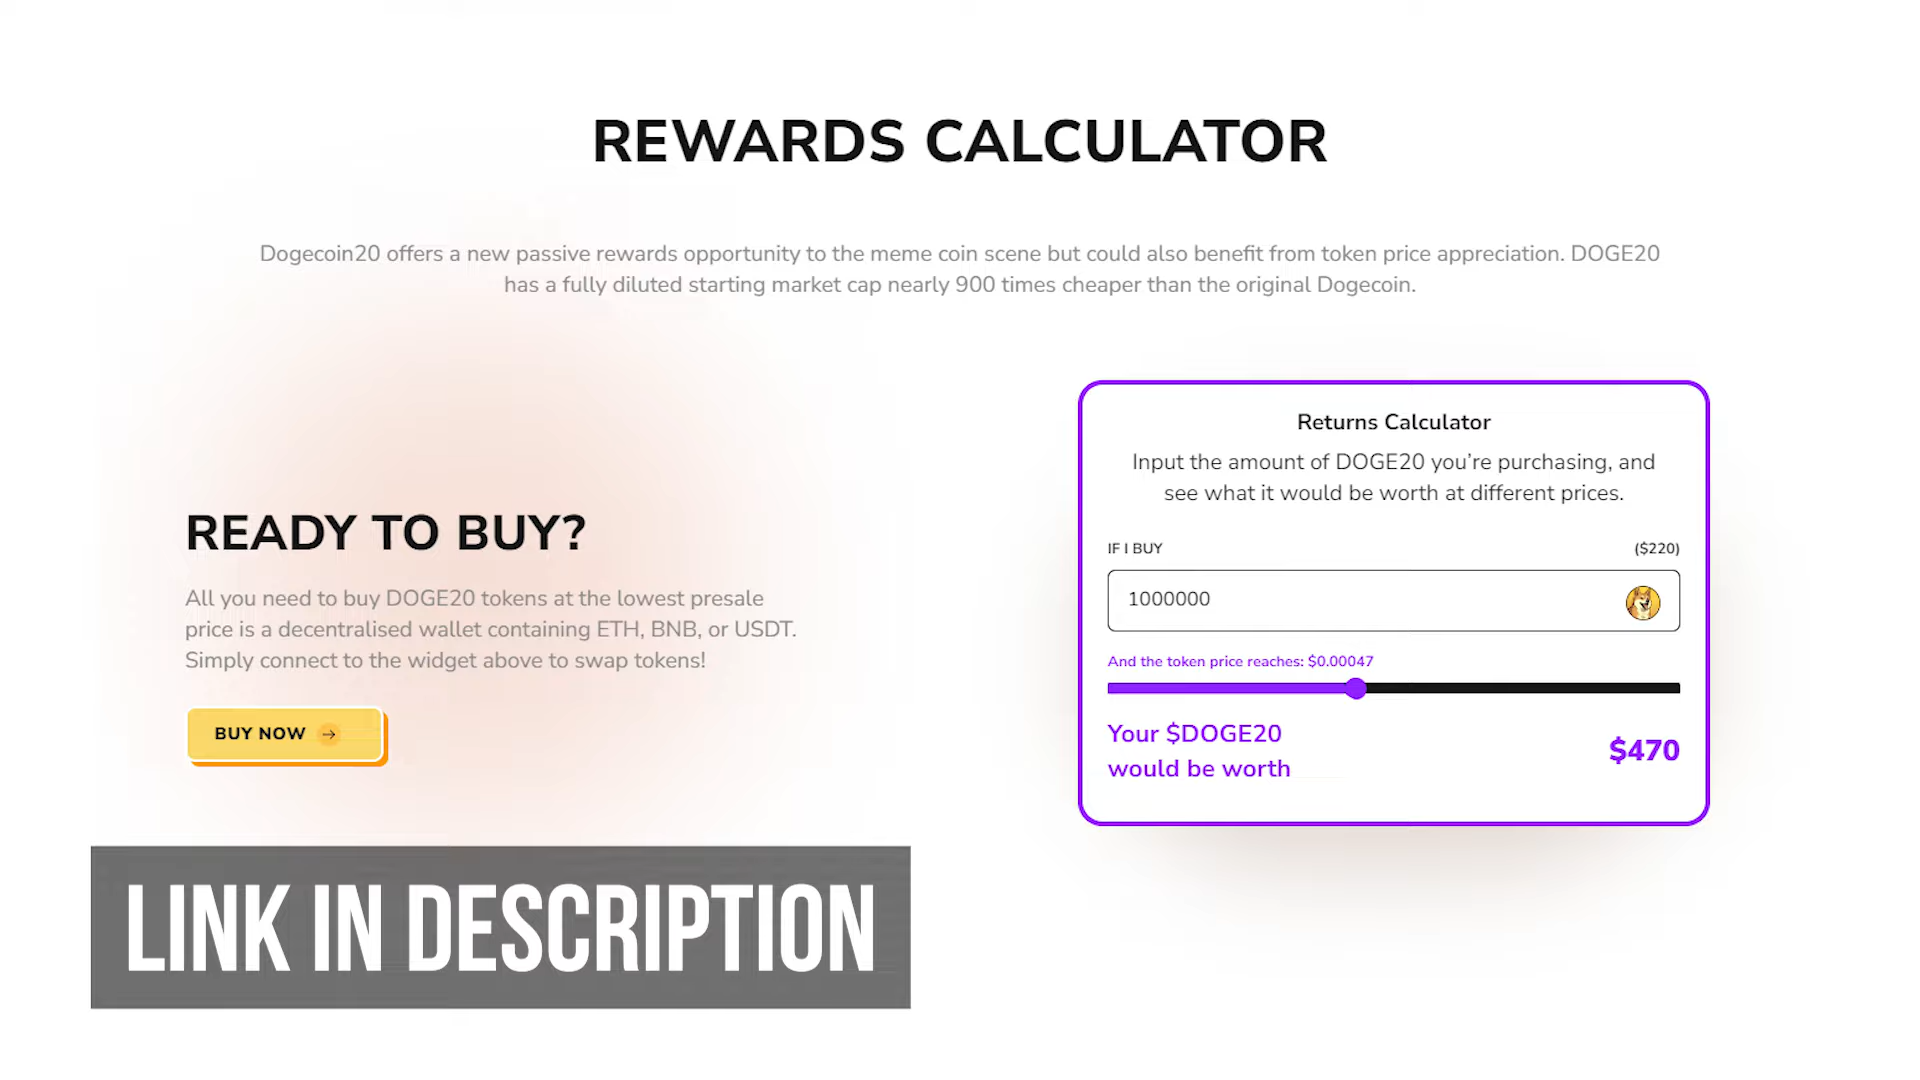 REWARDS CALCULATOR
Dogecoin20 offers a new passive rewards opportunity to the meme coin scene but could also benefit from token price appreciation. DOGE20
has a fully diluted starting market cap nearly 900 times cheaper than the original Dogecoin.
READY TO BUY?
All you need to buy DOGE20 tokens at the lowest presale
price is a decentralised wallet containing ETH, BNB, or USDT.
Simply connect to the widget above to swap tokens!
BUY NOW
Returns Calculator
Input the amount of DOGE20 you’re purchasing, and
see what it would be worth at different prices.
IF I BUY ($220)
1000000
And the token price reaches: $0.00047
Your $DOGE20
would be worth
$470
LINK IN DESCRIPTION